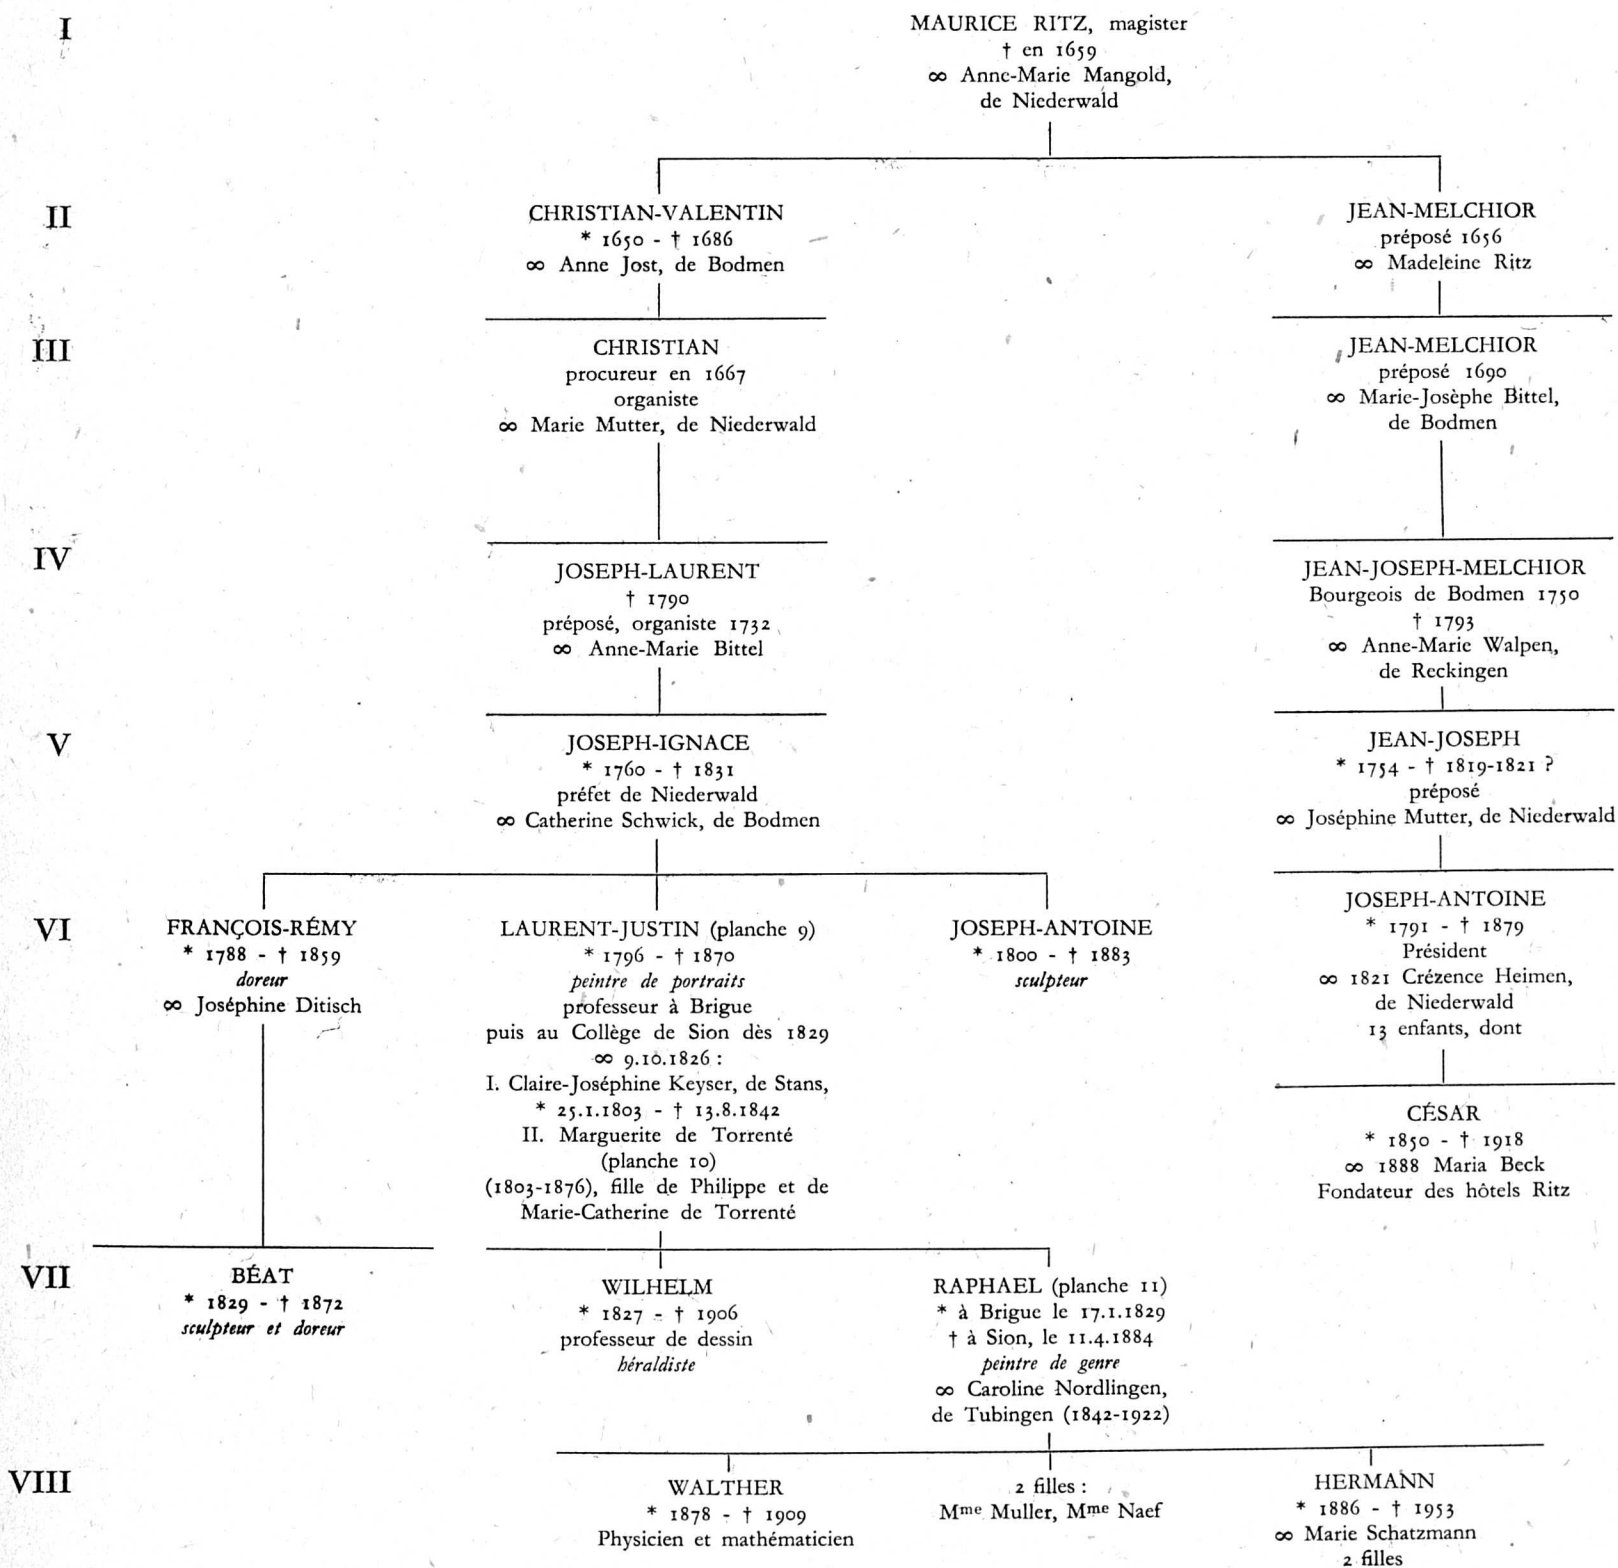 I
MAURICE RITZ, magister
† en 1659
∞ Anne-Marie Mangold,
de Niederwald
II
CHRISTIAN-VALENTIN
* 1650 - † 1686
∞ Anne Jost, de Bodmen
JEAN-MELCHIOR
préposé 1656
∞ Madeleine Ritz
III
CHRISTIAN
procureur en 1667
organiste
∞ Marie Mutter, de Niederwald
JEAN-MELCHIOR
préposé 1690
∞ Marie-Josèphe Bittel,
de Bodmen
IV
JOSEPH-LAURENT
† 1790
préposé, organiste 1732
∞ Anne-Marie Bittel
JEAN-JOSEPH-MELCHIOR
Bourgeois de Bodmen 1750
† 1793
∞ Anne-Marie Walpen,
de Reckingen
V
JOSEPH-IGNACE
* 1760 - † 1831
préfet de Niederwald
∞ Catherine Schwick, de Bodmen
JEAN-JOSEPH
* 1754 - † 1819-1821 ?
préposé
∞ Joséphine Mutter, de Niederwald
VI
FRANÇOIS-RÉMY
* 1788 - † 1859
doreur
∞ Joséphine Ditisch
LAURENT-JUSTIN (planche 9)
* 1796 - † 1870
peintre de portraits
professeur à Brigue
puis au Collège de Sion dès 1829
∞ 9.10.1826 :
I. Claire-Joséphine Keyser, de Stans,
* 25.1.1803 - † 13.8.1842
II. Marguerite de Torrenté
(planche 10)
(1803-1876), fille de Philippe et de
Marie-Catherine de Torrenté
JOSEPH-ANTOINE
* 1800 - † 1883
sculpteur
JOSEPH-ANTOINE
* 1791 - † 1879
Président
∞ 1821 Crézence Heimen,
de Niederwald
13 enfants, dont
CÉSAR
* 1850 - † 1918
∞ 1888 Maria Beck
Fondateur des hôtels Ritz
VII
BÉAT
* 1829 - † 1872
sculpteur et doreur
WILHELM
* 1827 - † 1906
professeur de dessin
héraldiste
RAPHAEL (planche 11)
* à Brigue le 17.1.1829
† à Sion, le 11.4.1884
peintre de genre
∞ Caroline Nordlingen,
de Tubingen (1842-1922)
VIII
WALTHER
* 1878 - † 1909
Physicien et mathématicien
2 filles :
Mme Muller, Mme Naef
HERMANN
* 1886 - † 1953
∞ Marie Schatzmann
2 filles